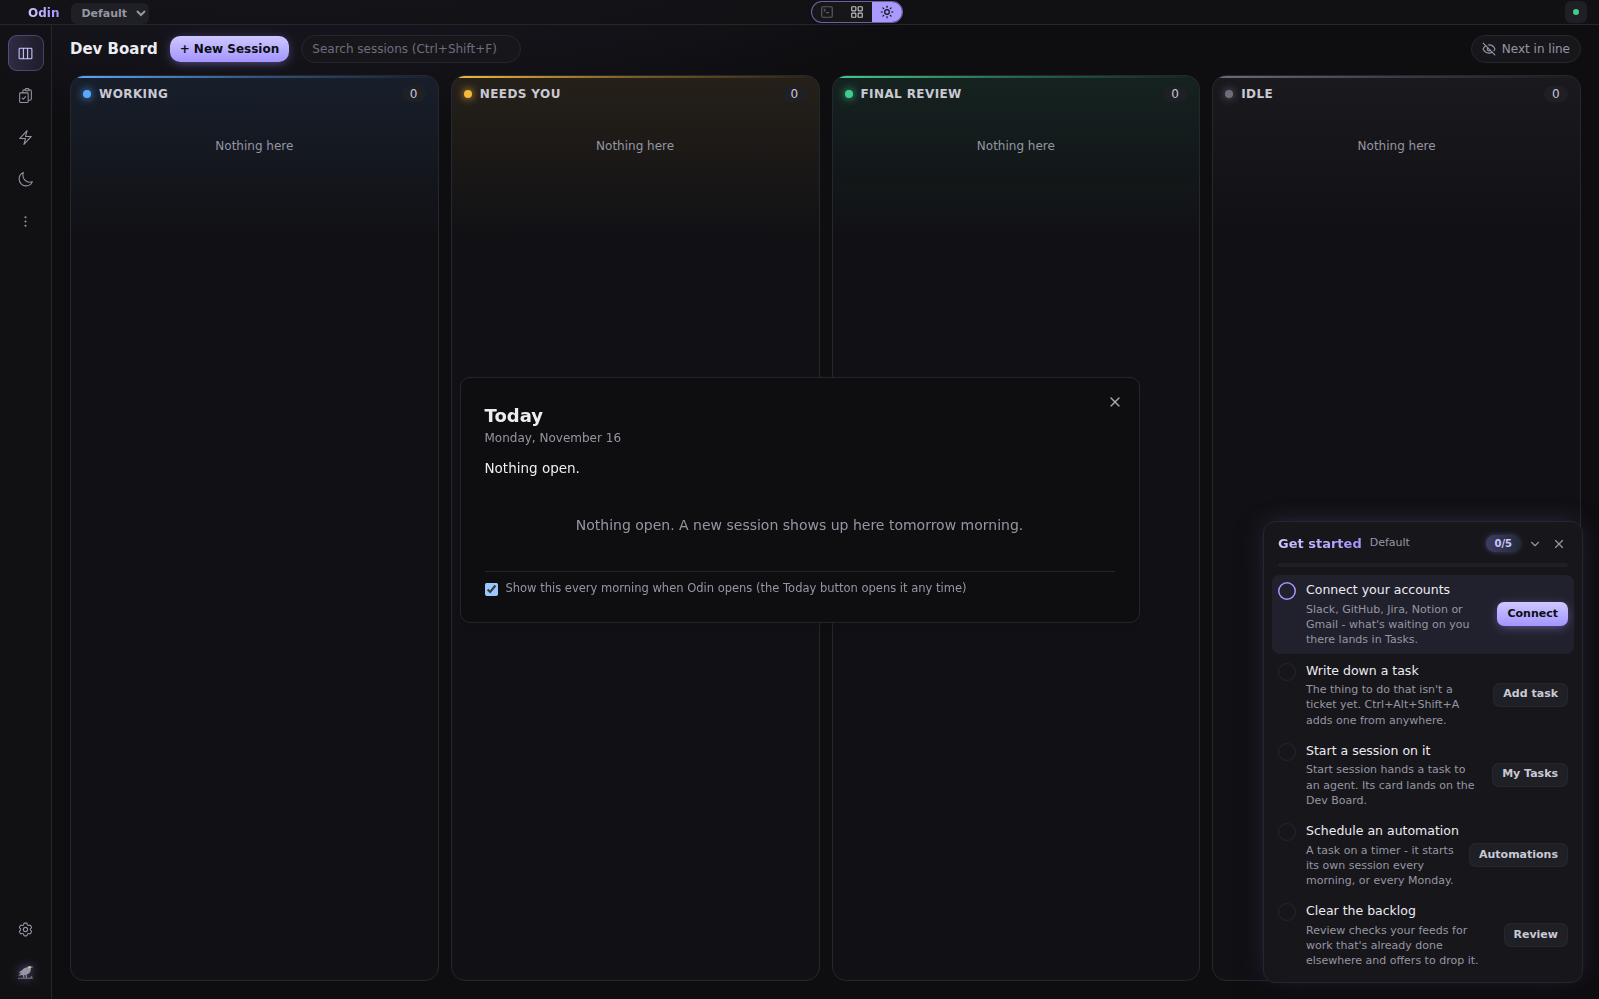 Odin
Default
Dev Board
+ New Session
Search sessions (Ctrl+Shift+F)
Next in line
WORKING
0
Nothing here
NEEDS YOU
0
Nothing here
FINAL REVIEW
0
Nothing here
IDLE
0
Nothing here
Today
Monday, November 16
Nothing open.
Nothing open. A new session shows up here tomorrow morning.
Show this every morning when Odin opens (the Today button opens it any time)
Get started
Default
0/5
Connect your accounts
Slack, GitHub, Jira, Notion or
Gmail - what's waiting on you
there lands in Tasks.
Connect
Write down a task
The thing to do that isn't a
ticket yet. Ctrl+Alt+Shift+A
adds one from anywhere.
Add task
Start a session on it
Start session hands a task to
an agent. Its card lands on the
Dev Board.
My Tasks
Schedule an automation
A task on a timer - it starts
its own session every
morning, or every Monday.
Automations
Clear the backlog
Review checks your feeds for
work that's already done
elsewhere and offers to drop it.
Review